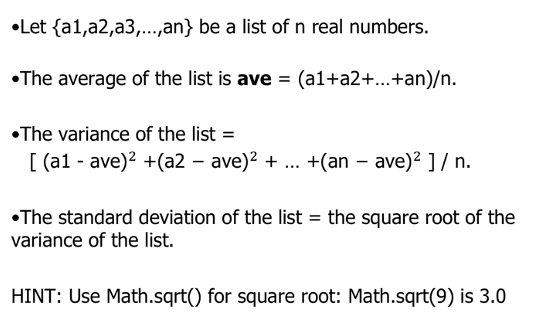 •Let {a1,a2,a3,...,an} be a list of n real numbers.
•The average of the list is ave = (a1+a2+...+an)/n.
•The variance of the list =
[ (a1 - ave)² +(a2 – ave)² + ... +(an – ave)² ] / n.
•The standard deviation of the list = the square root of the
variance of the list.
HINT: Use Math.sqrt() for square root: Math.sqrt(9) is 3.0